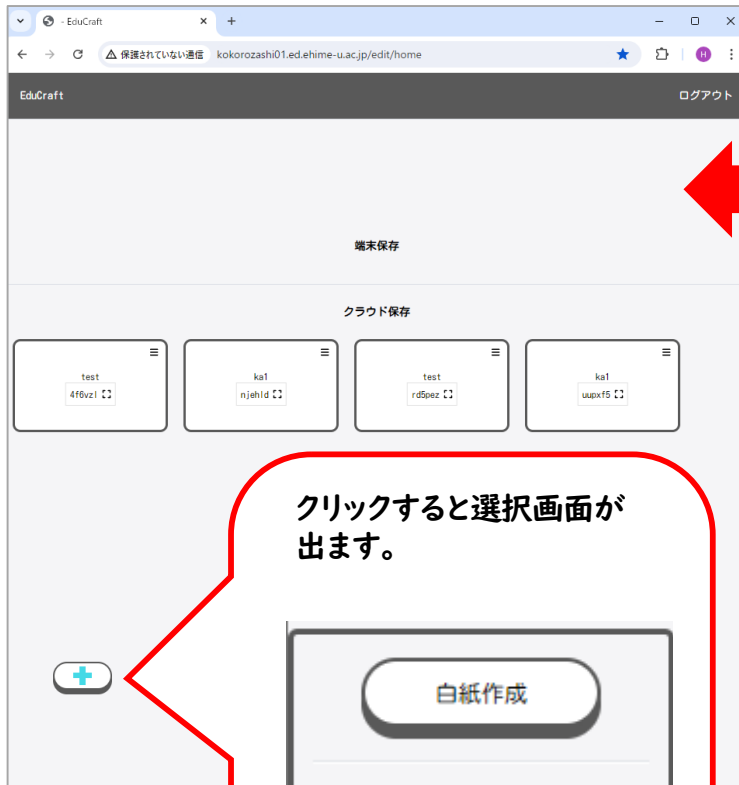 - EduCraft
保護されていない通信 kokorozashi01.ed.ehime-u.ac.jp/edit/home
H
EduCraft ログアウト
端末保存
クラウド保存
test ka1 test ka1
4f6vzl njehld rd5pez uupxf5
クリックすると選択画面が
出ます。
白紙作成